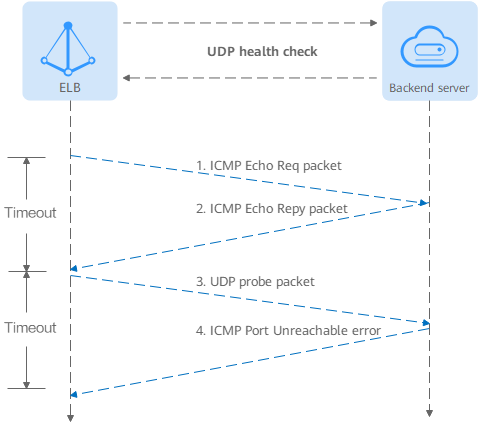 UDP health check
ELB
Backend server
1. ICMP Echo Req packet
Timeout
2. ICMP Echo Repy packet
3. UDP probe packet
Timeout
4. ICMP Port Unreachable error